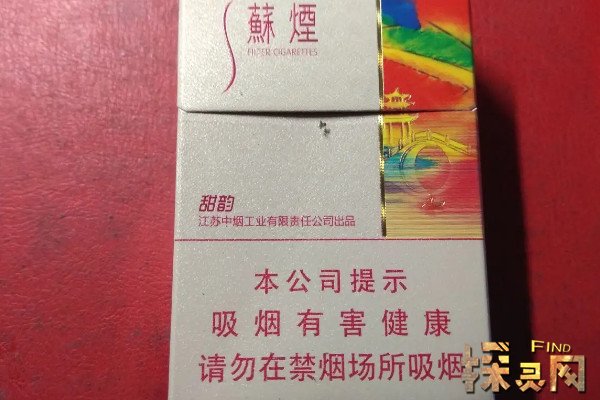 蘇煙
FILTER CIGARETTES
甜韵
江苏中烟工业有限责任公司出品
本公司提示
吸烟有害健康
请勿在禁烟场所吸烟
FIND
探灵网